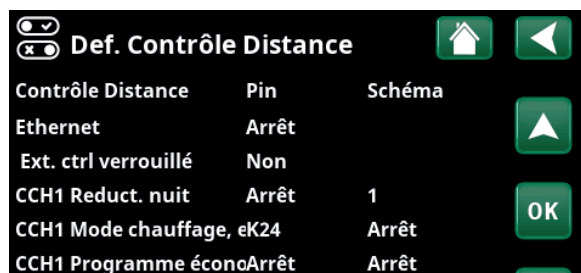 Def. Contrôle Distance
Contrôle Distance Pin Schéma
Ethernet Arrêt
Ext. ctrl verrouillé Non
CCH1 Reduct. nuit Arrêt 1
OK
CCH1 Mode chauffage, eK24 Arrêt
CCH1 Programme éconoArrêt Arrêt